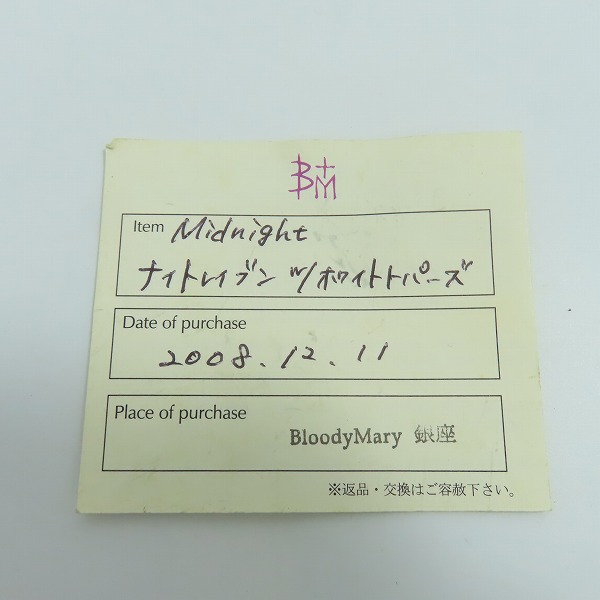 B+M
Item Midnight
ナイトレイブン W/ホワイトトパーズ
Date of purchase
2008.12.11
Place of purchase
BloodyMary 銀座
※返品・交換はご容赦下さい。